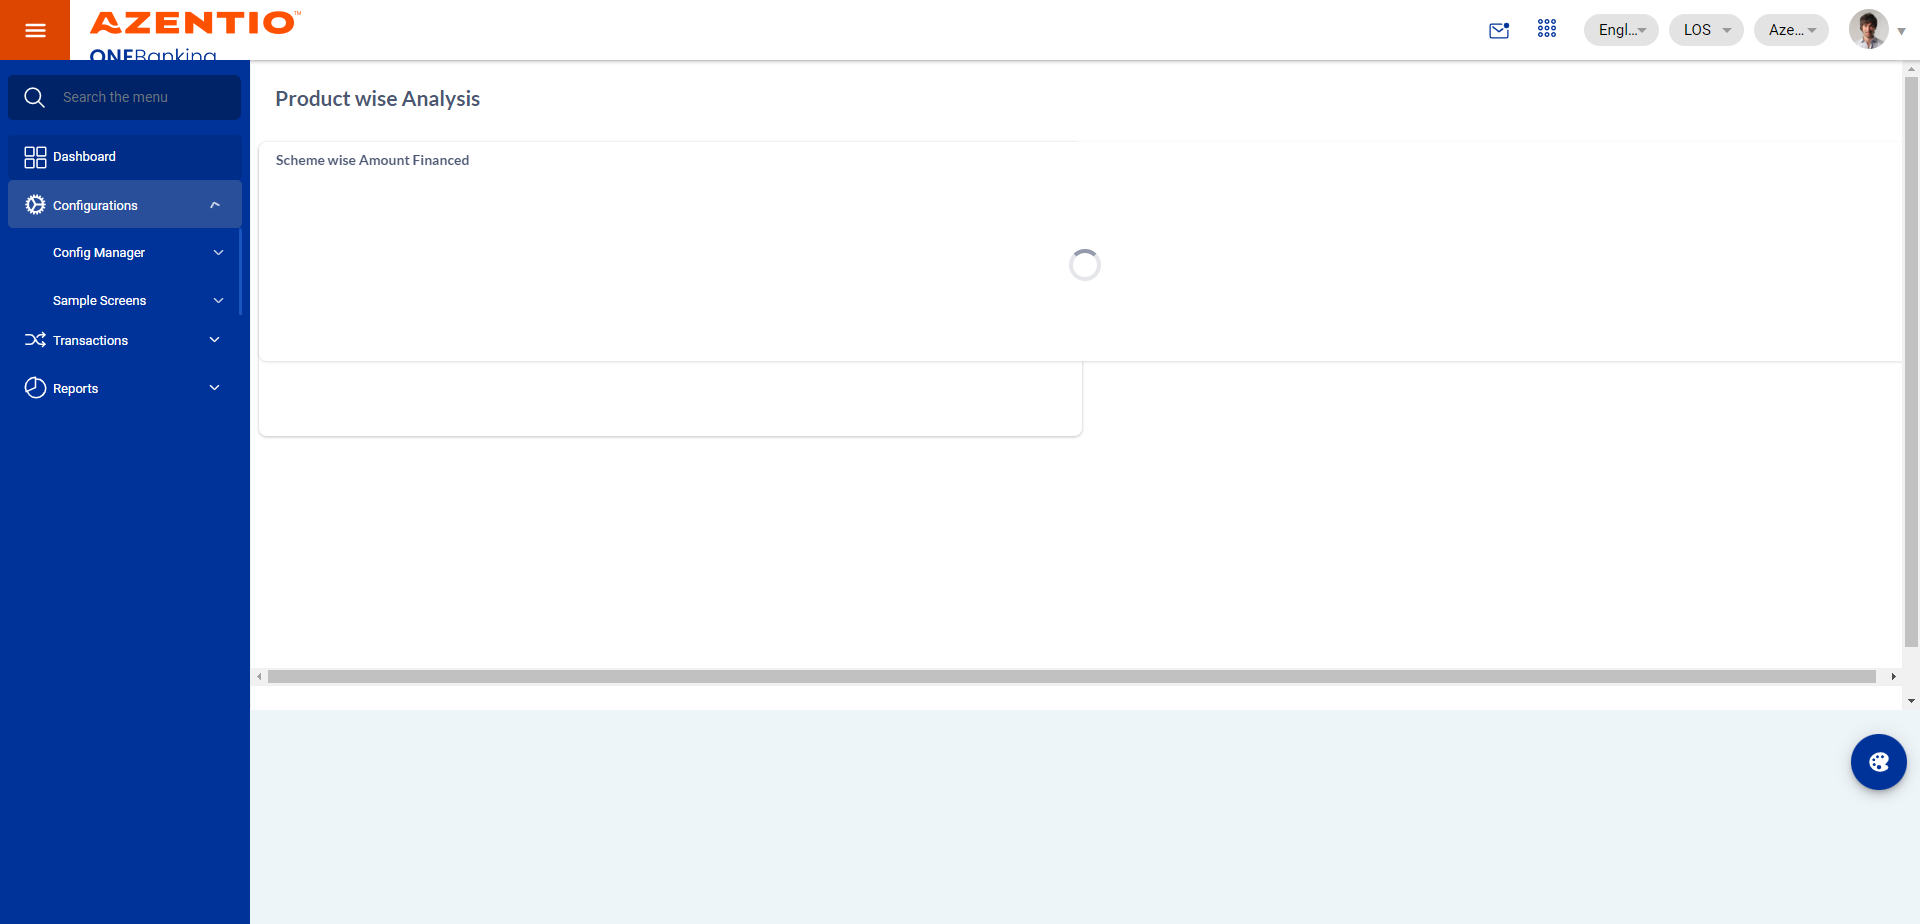 AZENTIO™
ONEBanking
Engl...
LOS
Aze...
Search the menu
Dashboard
Configurations
Config Manager
Sample Screens
Transactions
Reports
Product wise Analysis
Scheme wise Amount Financed